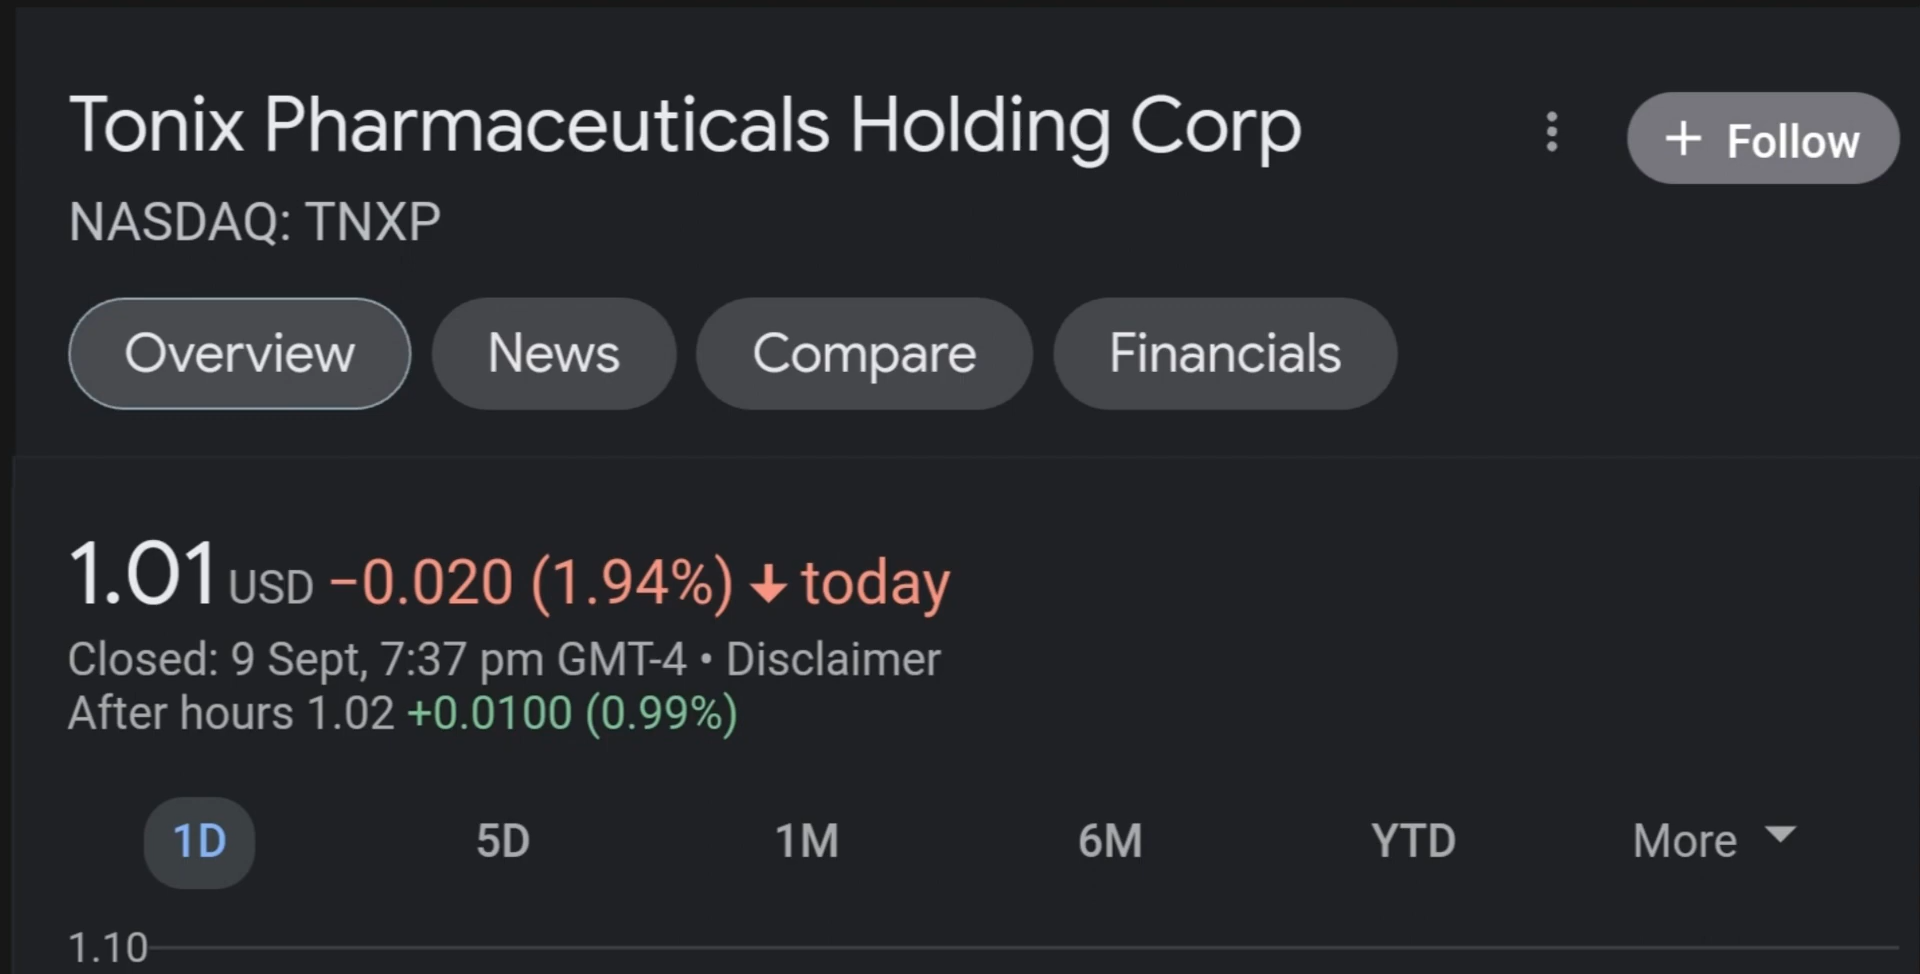 Tonix Pharmaceuticals Holding Corp
+ Follow
NASDAQ: TNXP
Overview
News
Compare
Financials
1.01 USD −0.020 (1.94%) ↓ today
Closed: 9 Sept, 7:37 pm GMT-4 • Disclaimer
After hours 1.02 +0.0100 (0.99%)
1D
5D
1M
6M
YTD
More
1.10